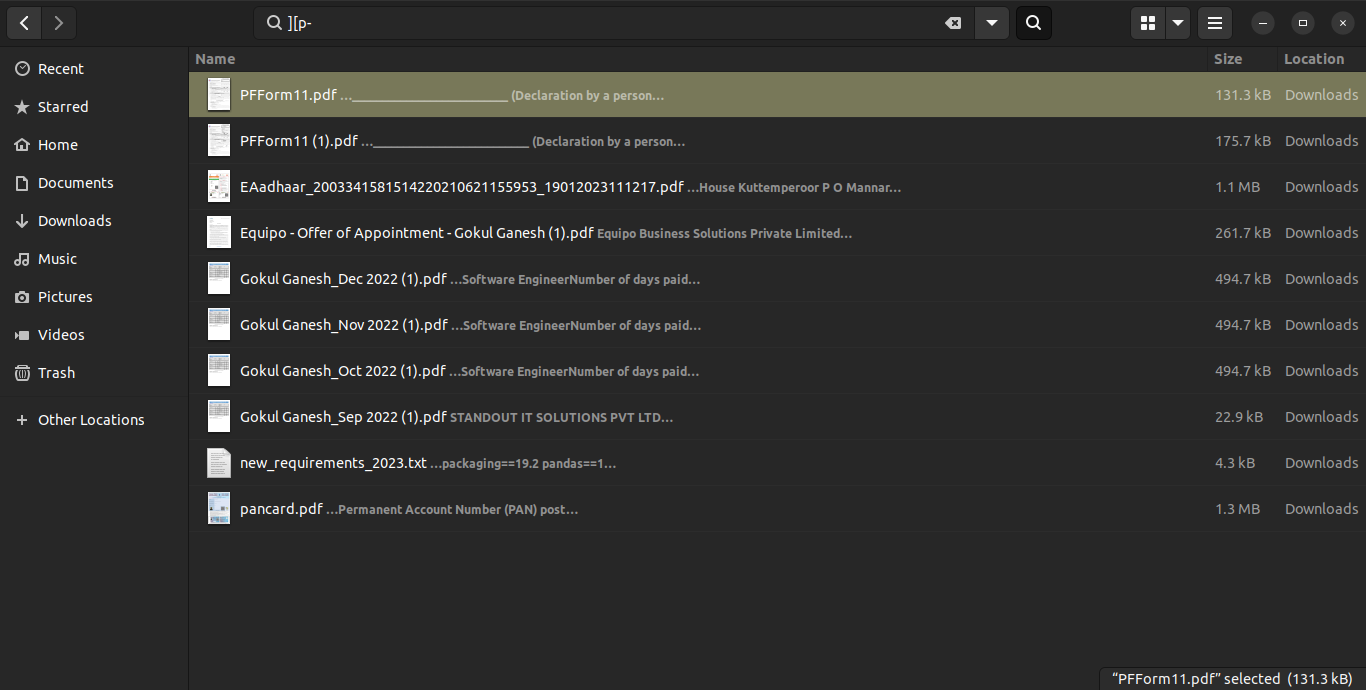 ][p-
Name Size Location
Recent
Starred
Home
Documents
Downloads
Music
Pictures
Videos
Trash
Other Locations
PFForm11.pdf ...__________________________ (Declaration by a person... 131.3 kB Downloads
PFForm11 (1).pdf ...__________________________ (Declaration by a person... 175.7 kB Downloads
EAadhaar_2003341581514220210621155953_19012023111217.pdf ...House Kuttemperoor P O Mannar... 1.1 MB Downloads
Equipo - Offer of Appointment - Gokul Ganesh (1).pdf Equipo Business Solutions Private Limited... 261.7 kB Downloads
Gokul Ganesh_Dec 2022 (1).pdf ...Software EngineerNumber of days paid... 494.7 kB Downloads
Gokul Ganesh_Nov 2022 (1).pdf ...Software EngineerNumber of days paid... 494.7 kB Downloads
Gokul Ganesh_Oct 2022 (1).pdf ...Software EngineerNumber of days paid... 494.7 kB Downloads
Gokul Ganesh_Sep 2022 (1).pdf STANDOUT IT SOLUTIONS PVT LTD... 22.9 kB Downloads
new_requirements_2023.txt ...packaging==19.2 pandas==1... 4.3 kB Downloads
pancard.pdf ...Permanent Account Number (PAN) post... 1.3 MB Downloads
“PFForm11.pdf” selected (131.3 kB)